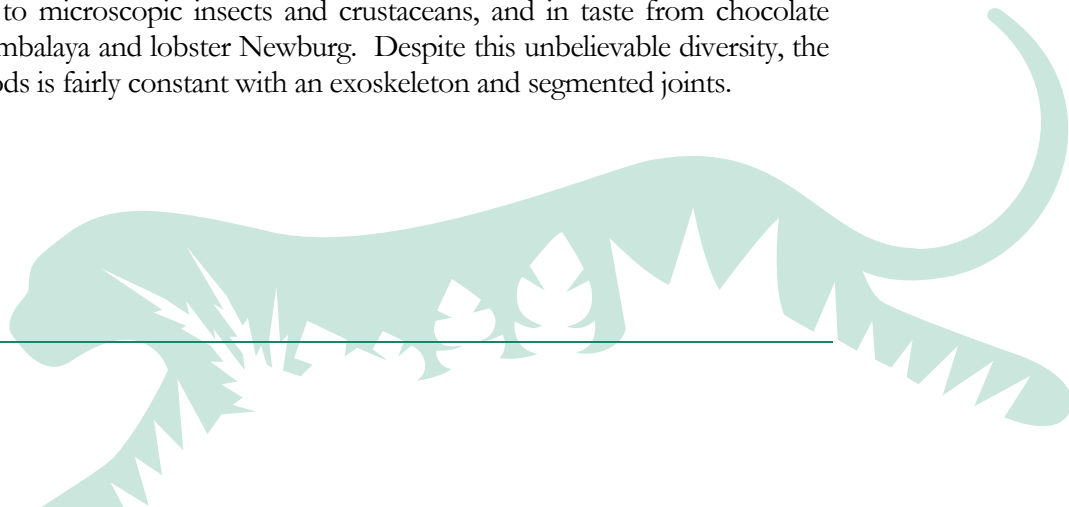 to microscopic insects and crustaceans, and in taste from chocolate
mbalaya and lobster Newburg. Despite this unbelievable diversity, the
ods is fairly constant with an exoskeleton and segmented joints.